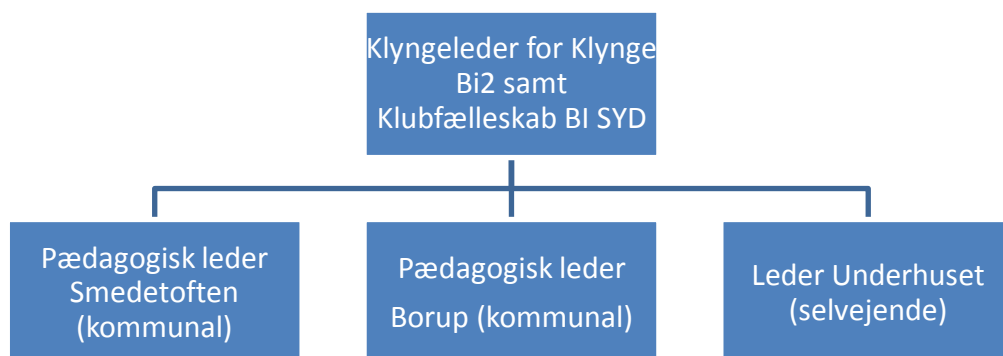 Klyngeleder for Klynge
Bi2 samt
Klubfælleskab BI SYD
Pædagogisk leder
Smedetoften
(kommunal)
Pædagogisk leder
Borup (kommunal)
Leder Underhuset
(selvejende)